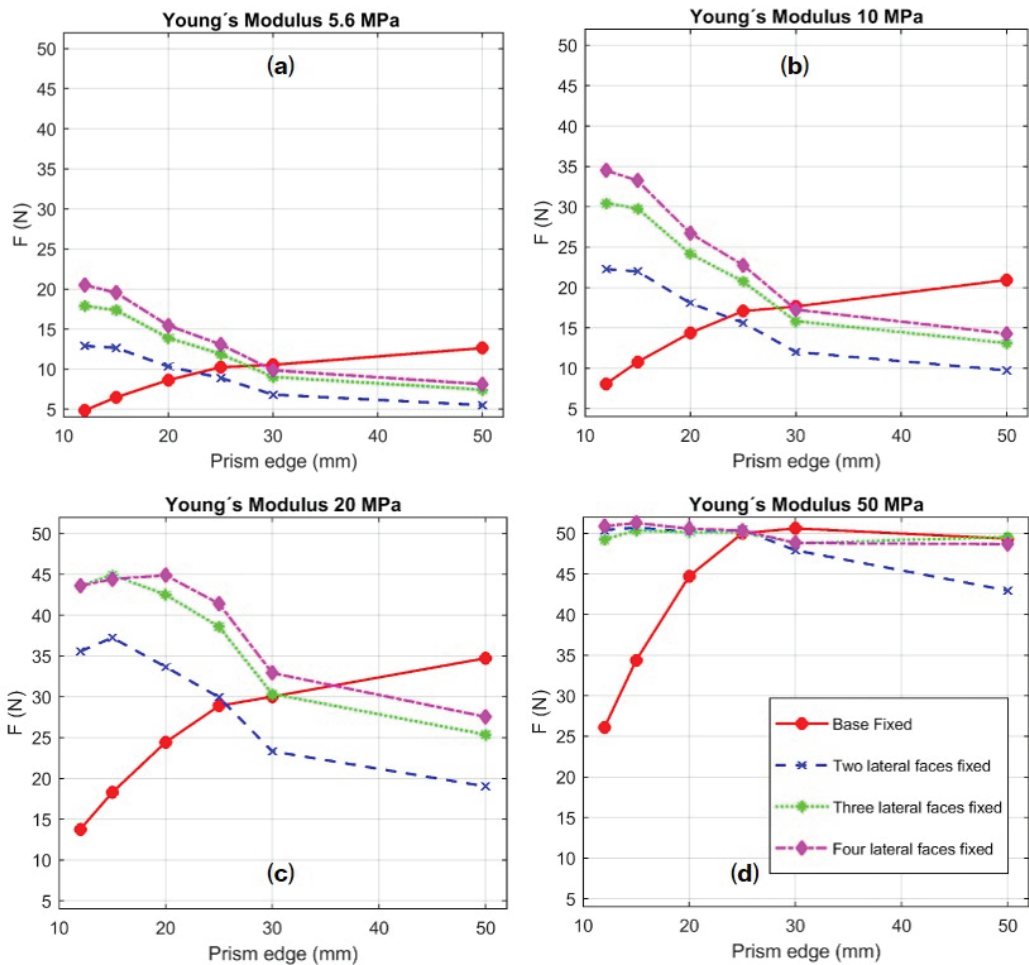 Young´s Modulus 5.6 MPa
(a)
50
45
40
35
30
25
20
15
10
5
F (N)
10 20 30 40 50
Prism edge (mm)
Young´s Modulus 10 MPa
(b)
50
45
40
35
30
25
20
15
10
5
F (N)
10 20 30 40 50
Prism edge (mm)
Young´s Modulus 20 MPa
50
45
40
35
30
25
20
15
10
5
F (N)
(c)
10 20 30 40 50
Prism edge (mm)
Young´s Modulus 50 MPa
50
45
40
35
30
25
20
15
10
5
F (N)
Base Fixed
Two lateral faces fixed
Three lateral faces fixed
Four lateral faces fixed
(d)
10 20 30 40 50
Prism edge (mm)